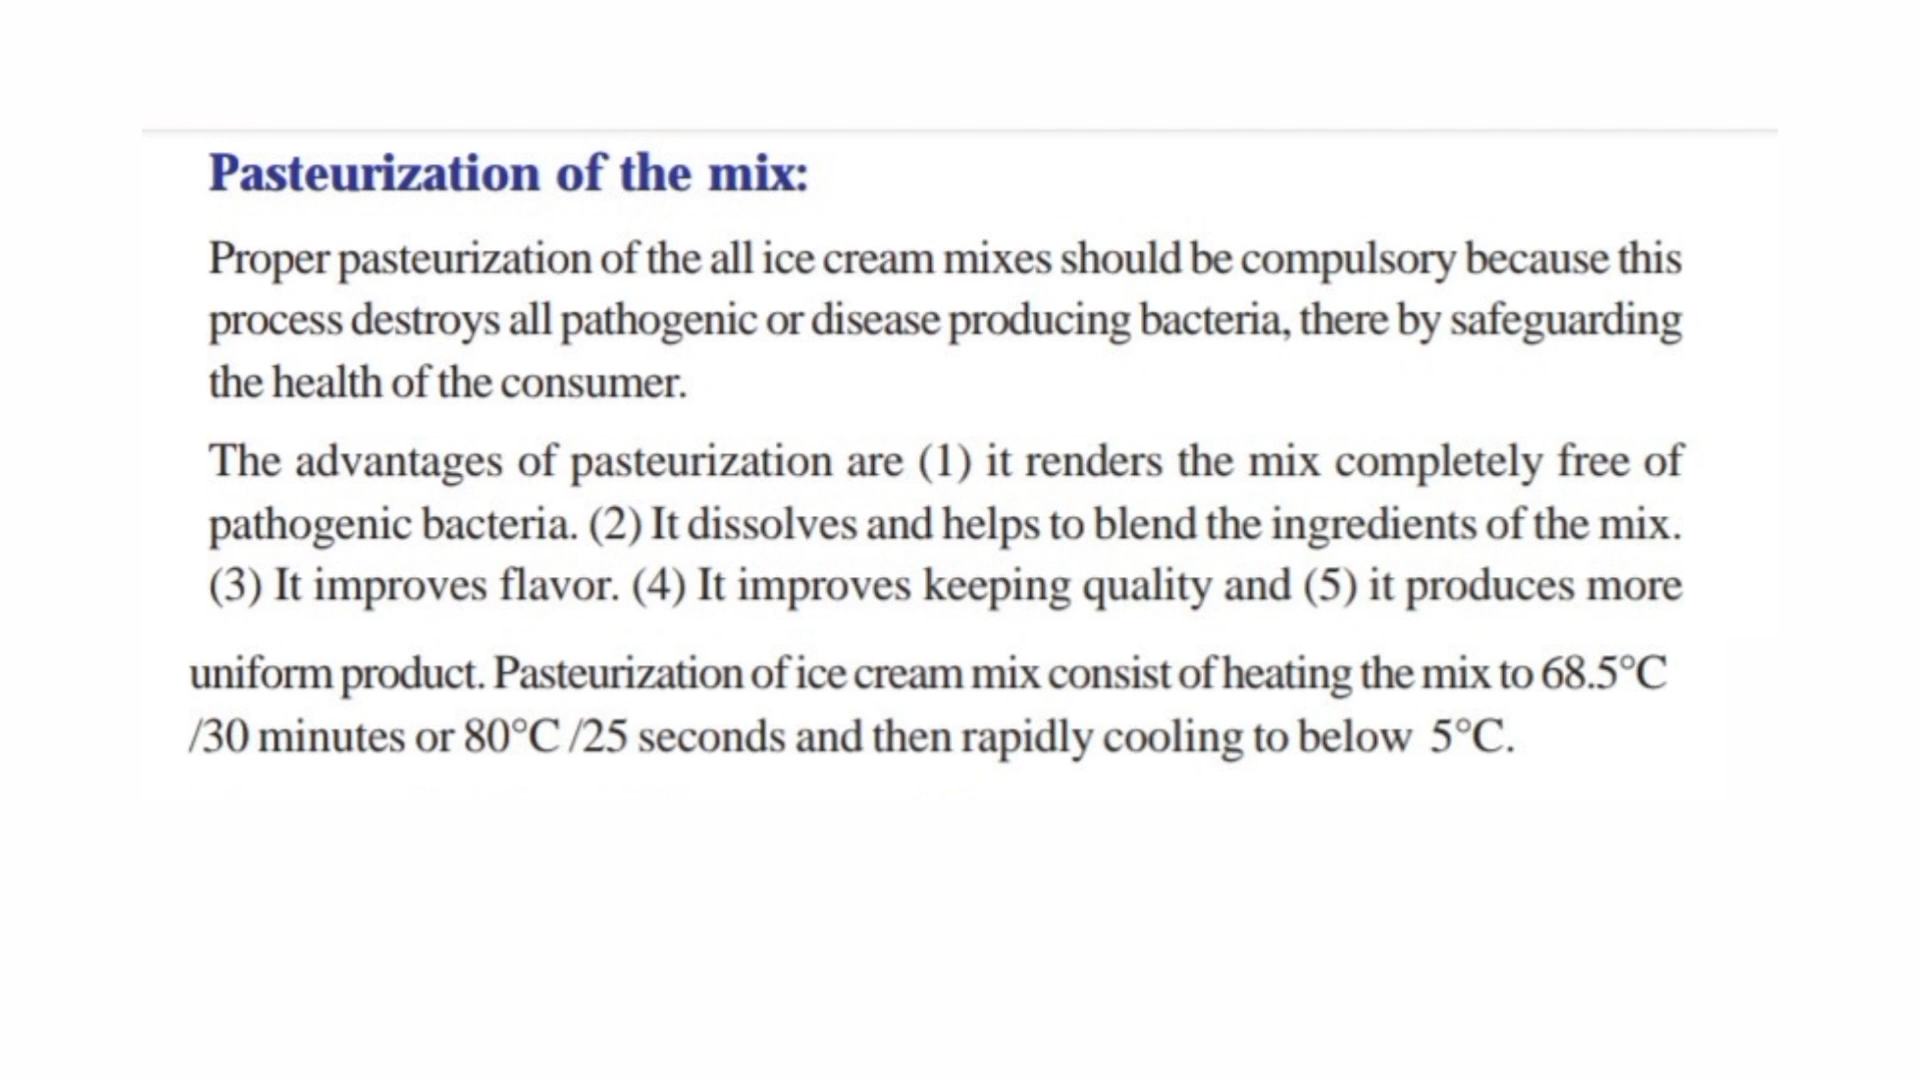 Pasteurization of the mix:
Proper pasteurization of the all ice cream mixes should be compulsory because this
process destroys all pathogenic or disease producing bacteria, there by safeguarding
the health of the consumer.
The advantages of pasteurization are (1) it renders the mix completely free of
pathogenic bacteria. (2) It dissolves and helps to blend the ingredients of the mix.
(3) It improves flavor. (4) It improves keeping quality and (5) it produces more
uniform product. Pasteurization of ice cream mix consist of heating the mix to 68.5°C
/30 minutes or 80°C /25 seconds and then rapidly cooling to below 5°C.